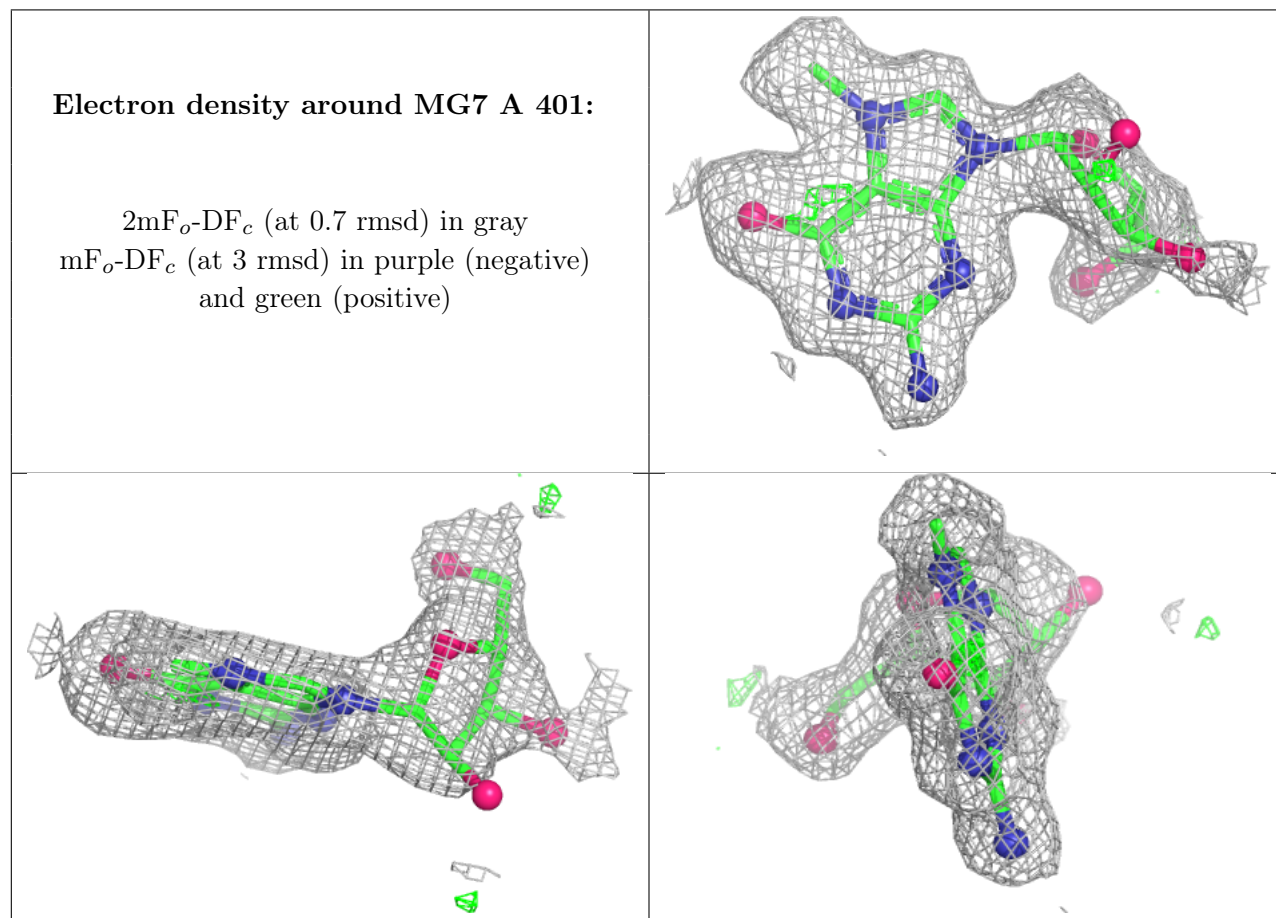 Electron density around MG7 A 401:
2mFo-DFc (at 0.7 rmsd) in gray
mFo-DFc (at 3 rmsd) in purple (negative)
and green (positive)